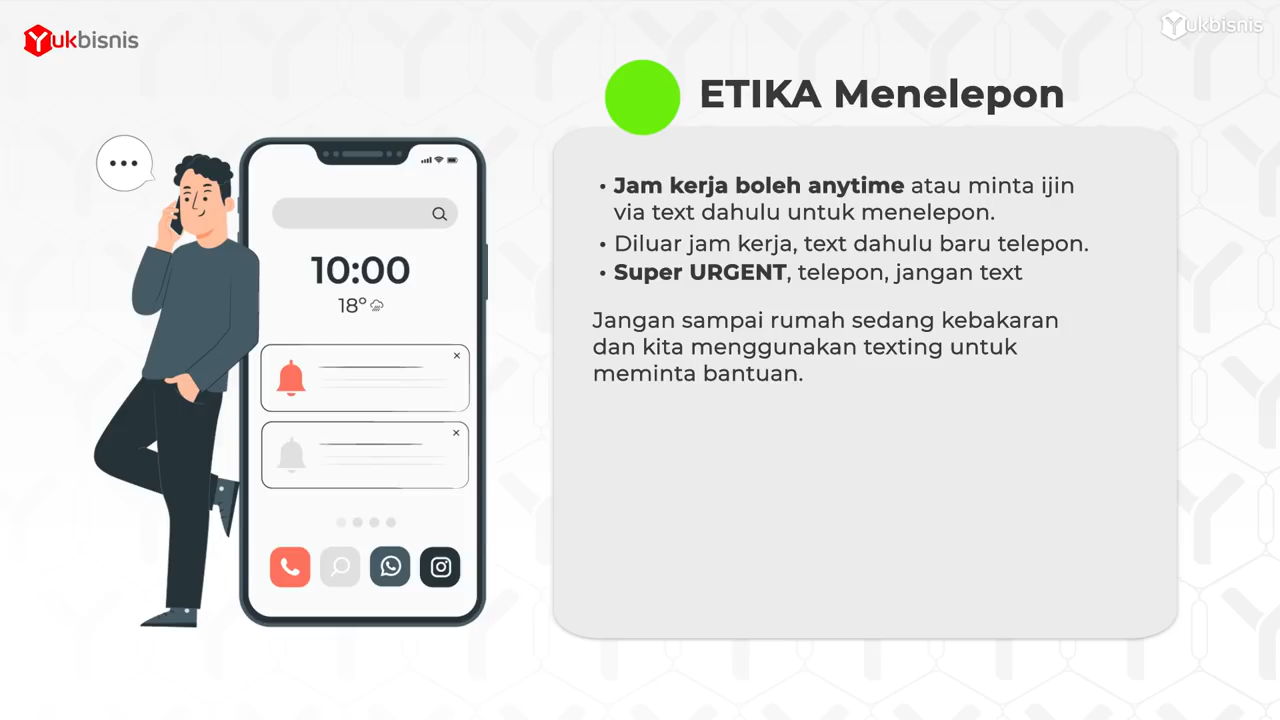 Yukbisnis
Yukbisnis
ETIKA Menelepon
• Jam kerja boleh anytime atau minta ijin
via text dahulu untuk menelepon.
• Diluar jam kerja, text dahulu baru telepon.
• Super URGENT, telepon, jangan text
Jangan sampai rumah sedang kebakaran
dan kita menggunakan texting untuk
meminta bantuan.
10:00
18°